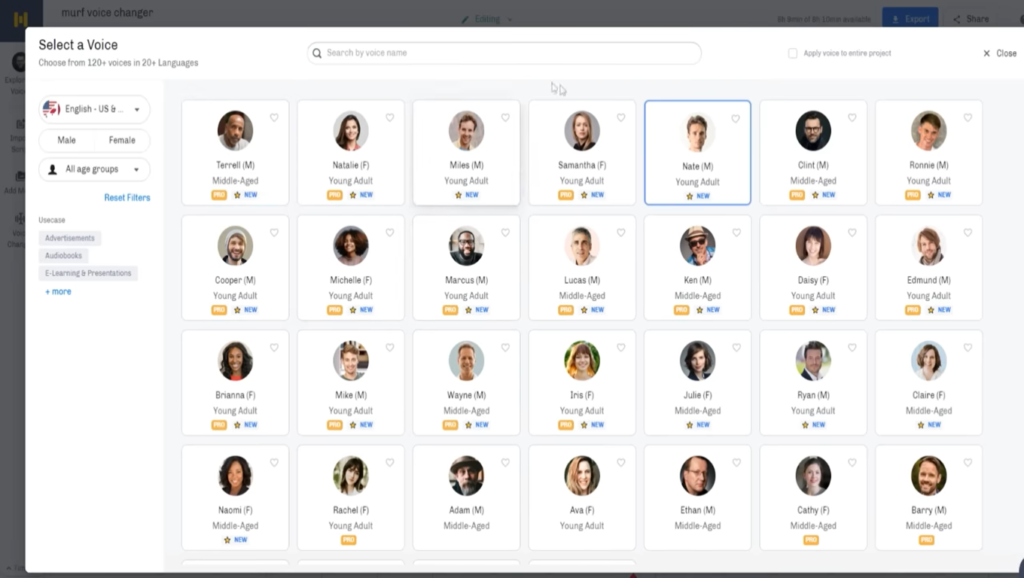 murf voice changer
Editing
Export
Share
Select a Voice
Choose from 120+ voices in 20+ Languages
Search by voice name
Apply voice to entire project
Close
English - US & ...
Male
Female
All age groups
Reset Filters
Usecase
Advertisements
Audiobooks
E-Learning & Presentations
+ more
Terrell (M)
Middle-Aged
PRO NEW
Natalie (F)
Young Adult
PRO NEW
Miles (M)
Young Adult
NEW
Samantha (F)
Young Adult
PRO NEW
Nate (M)
Young Adult
NEW
Clint (M)
Middle-Aged
PRO NEW
Ronnie (M)
Young Adult
PRO NEW
Cooper (M)
Young Adult
PRO NEW
Michelle (F)
Young Adult
PRO NEW
Marcus (M)
Young Adult
PRO NEW
Lucas (M)
Middle-Aged
PRO NEW
Ken (M)
Middle-Aged
PRO NEW
Daisy (F)
Young Adult
PRO NEW
Edmund (M)
Young Adult
PRO NEW
Brianna (F)
Young Adult
PRO NEW
Mike (M)
Young Adult
PRO NEW
Wayne (M)
Middle-Aged
PRO NEW
Iris (F)
Young Adult
PRO NEW
Julie (F)
Middle-Aged
NEW
Ryan (M)
Young Adult
NEW
Claire (F)
Middle-Aged
NEW
Naomi (F)
Middle-Aged
NEW
Rachel (F)
Young Adult
PRO
Adam (M)
Middle-Aged
Ava (F)
Young Adult
Ethan (M)
Middle-Aged
Cathy (F)
Middle-Aged
PRO
Barry (M)
Middle-Aged
PRO